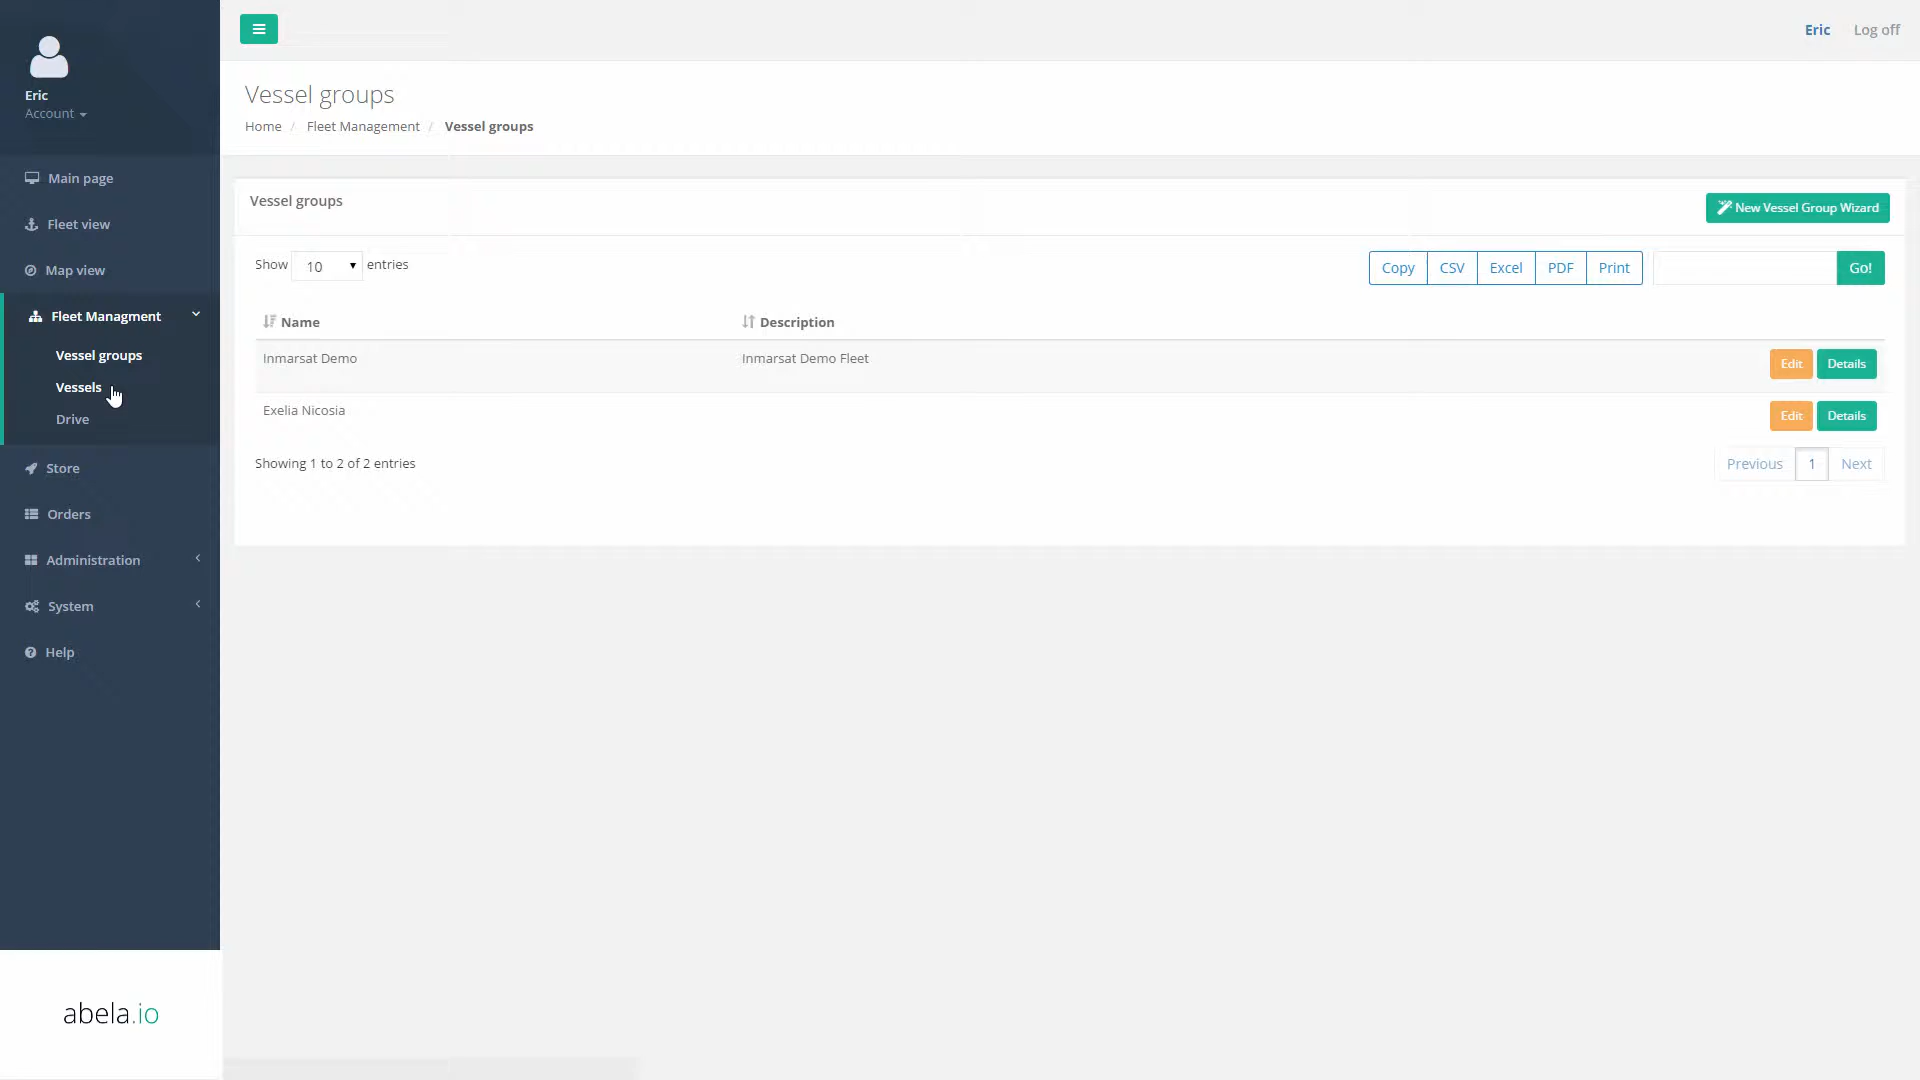 Eric
Account
Main page
Fleet view
Map view
Fleet Managment
Vessel groups
Vessels
Drive
Store
Orders
Administration
System
Help
abela.io
Eric Log off
Vessel groups
Home / Fleet Management / Vessel groups
Vessel groups
New Vessel Group Wizard
Show 10 entries
Copy CSV Excel PDF Print Go!
Name Description
Inmarsat Demo Inmarsat Demo Fleet Edit Details
Exelia Nicosia Edit Details
Showing 1 to 2 of 2 entries
Previous 1 Next